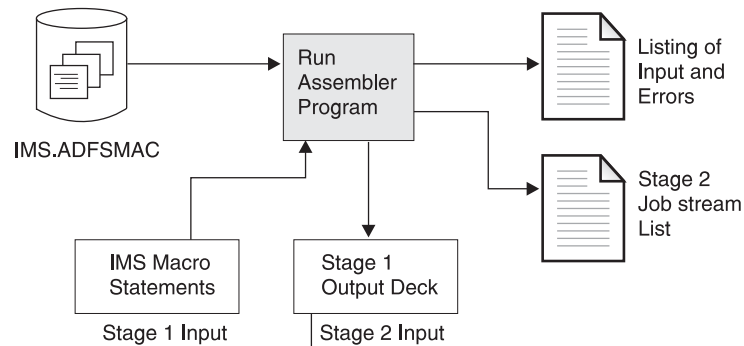 IMS.ADFSMAC
Run
Assembler
Program
Listing of
Input and
Errors
Stage 2
Job stream
List
IMS Macro
Statements
Stage 1 Input
Stage 1
Output Deck
Stage 2 Input